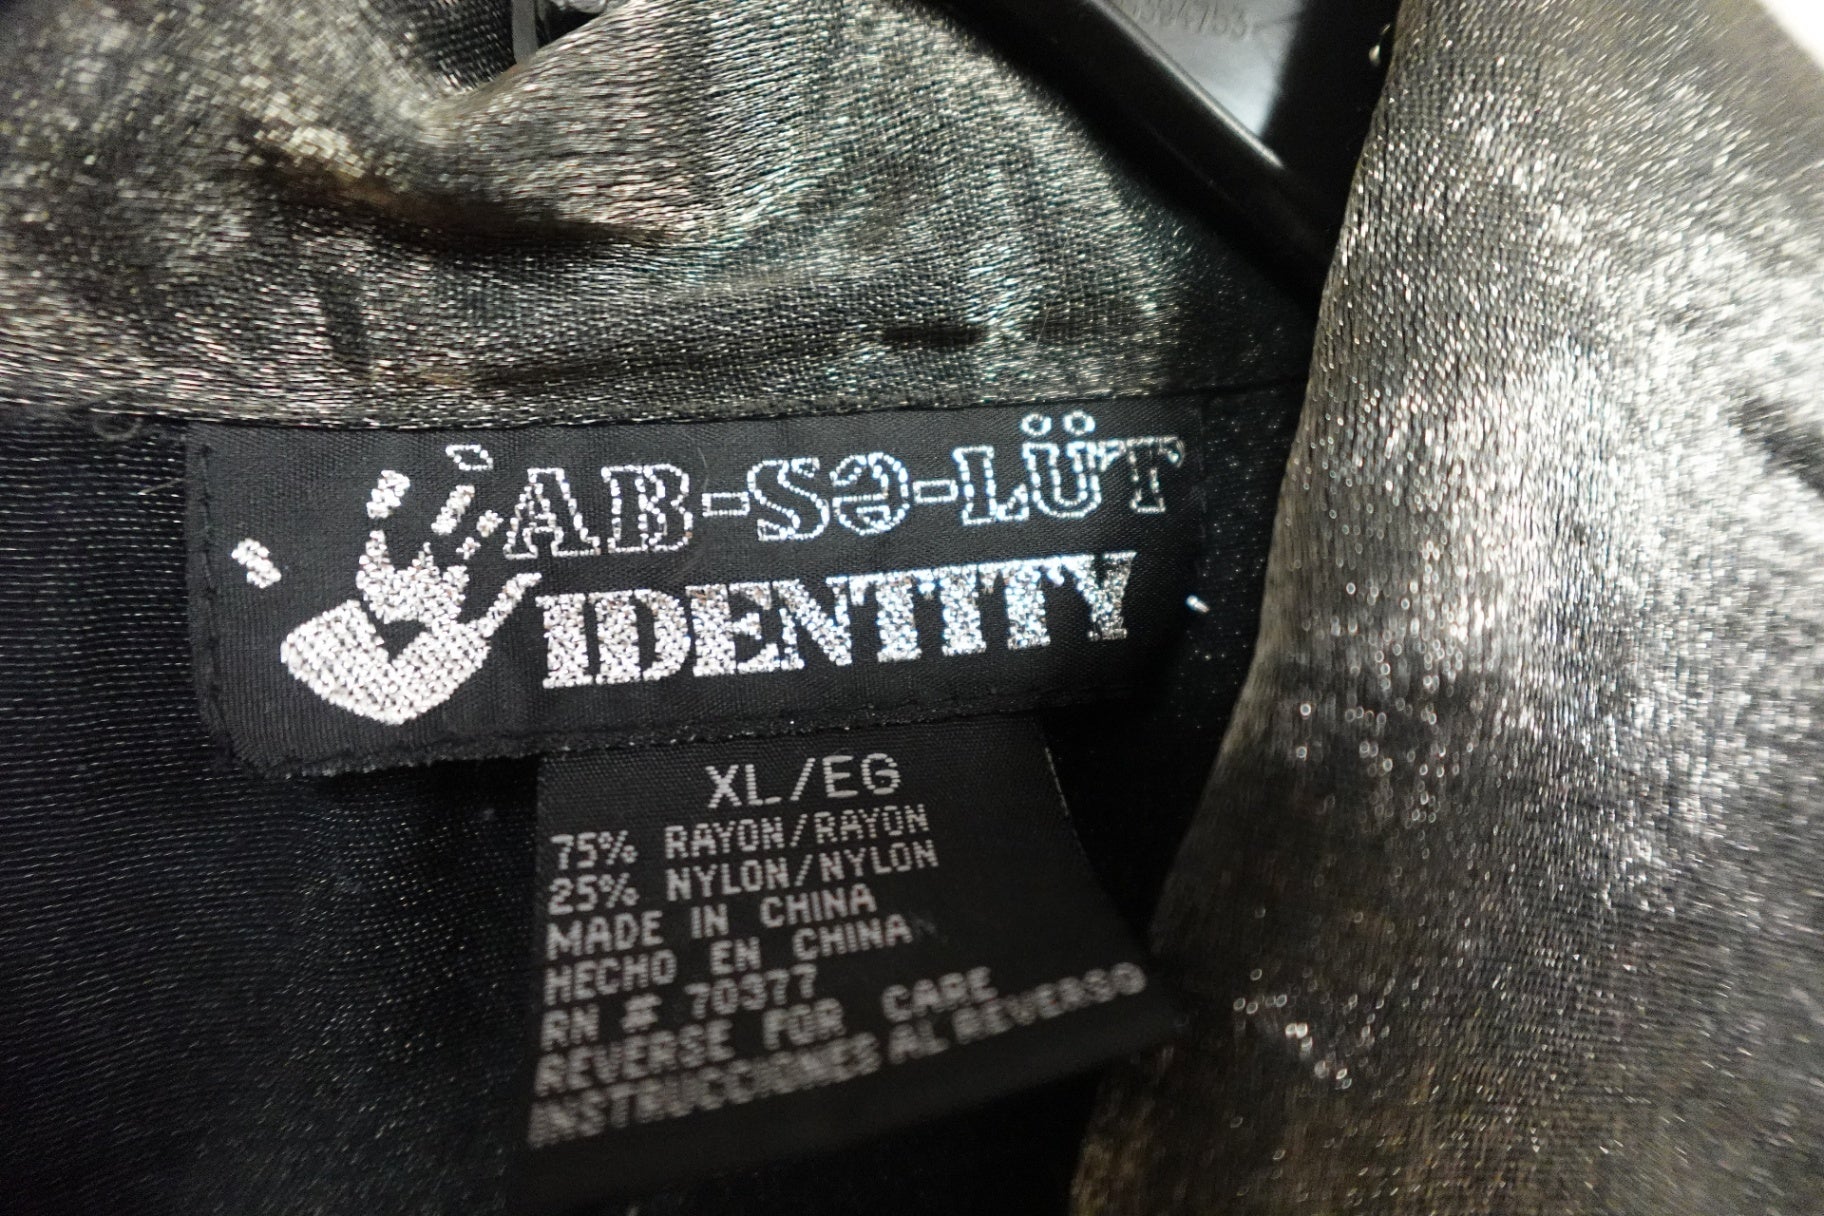 AB-Sə-LÜT
IDENTITY
XL/EG
75% RAYON/RAYON
25% NYLON/NYLON
MADE IN CHINA
HECHO EN CHINA
RN # 70377
REVERSE FOR CARE
INSTRUCCIONES AL REVERSO